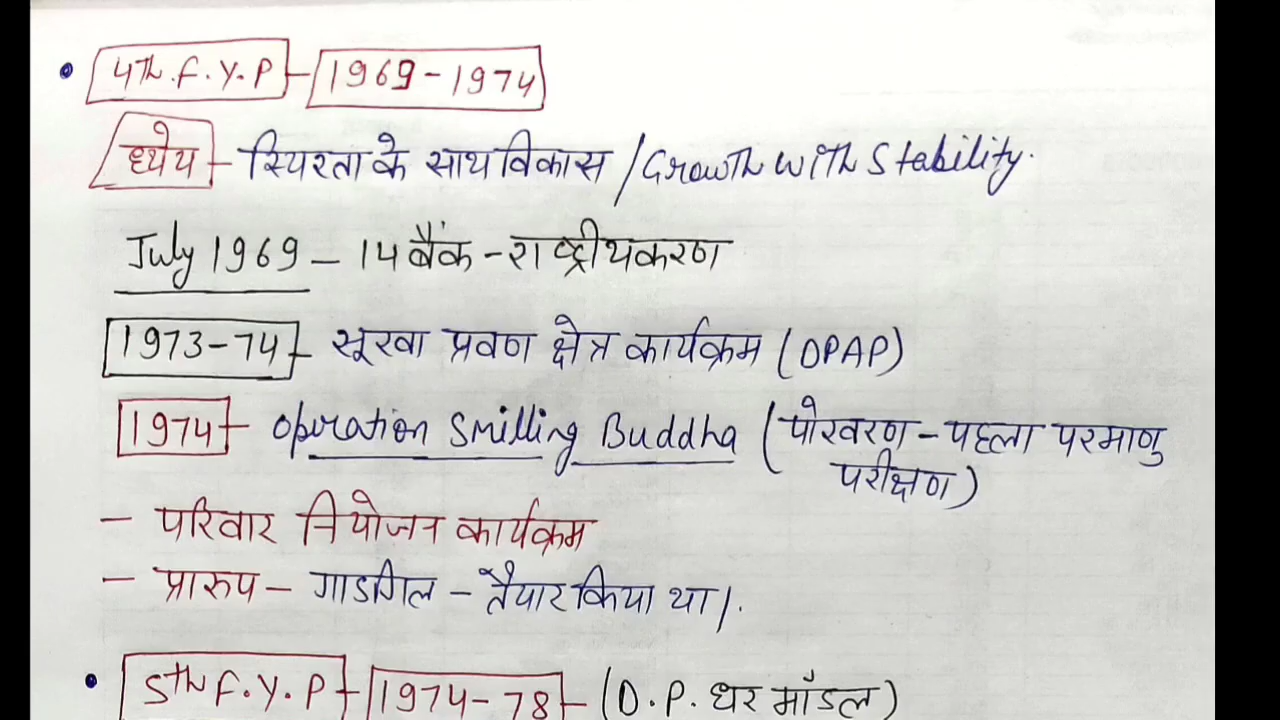 4th. F. Y. P - 1969 - 1974
ध्येय - स्थिरता के साथ विकास / Growth with Stability.
July 1969 - 14 बैंक - राष्ट्रीयकरण
1973-74 - सूखा प्रवण क्षेत्र कार्यक्रम (DPAP)
1974 - Operation Smilling Buddha (पोखरण - पहला परमाणु
परीक्षण)
- परिवार नियोजन कार्यक्रम
- प्रारुप - गाडगिल - तैयार किया था।.
5th F. Y. P - 1974-78 - (D. P. धर मॉडल)